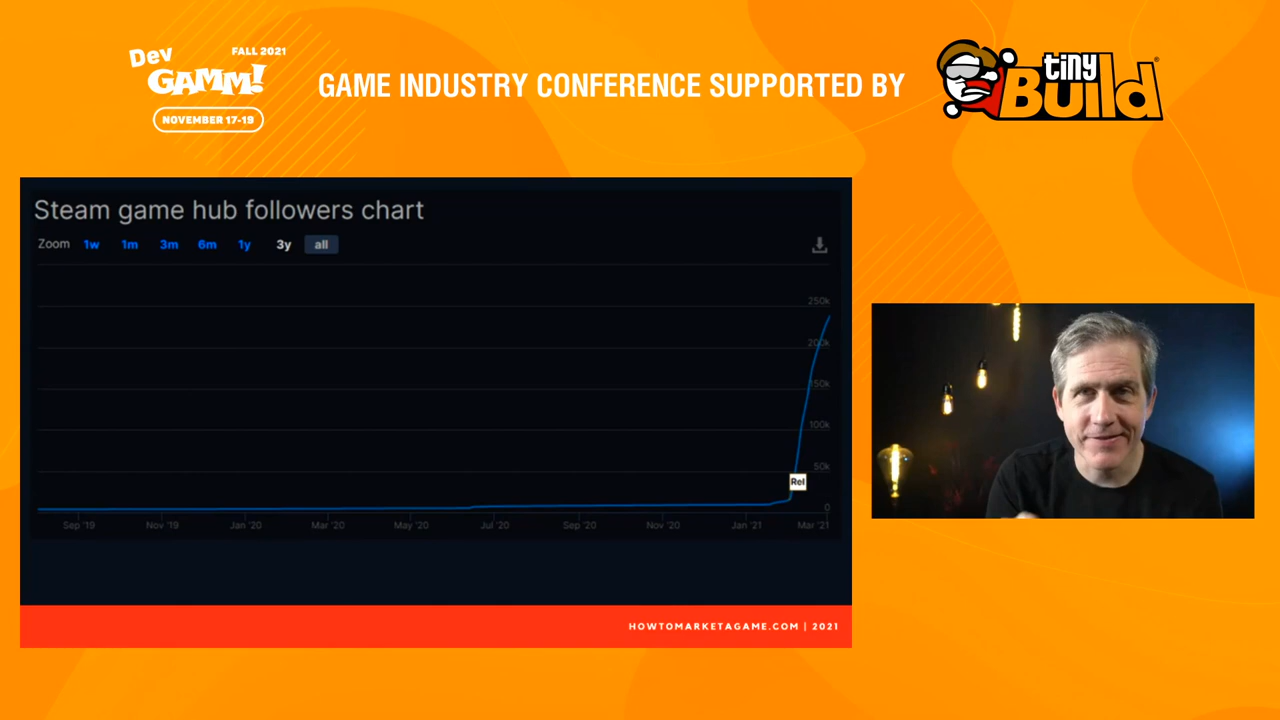 Dev
GAMM!
FALL 2021
NOVEMBER 17-19
GAME INDUSTRY CONFERENCE SUPPORTED BY
tiny
Build
Steam game hub followers chart
Zoom 1w 1m 3m 6m 1y 3y all
250k
200k
150k
100k
50k
Rel
0
Sep '19 Nov '19 Jan '20 Mar '20 May '20 Jul '20 Sep '20 Nov '20 Jan '21 Mar '21
HOWTOMARKETAGAME.COM | 2021